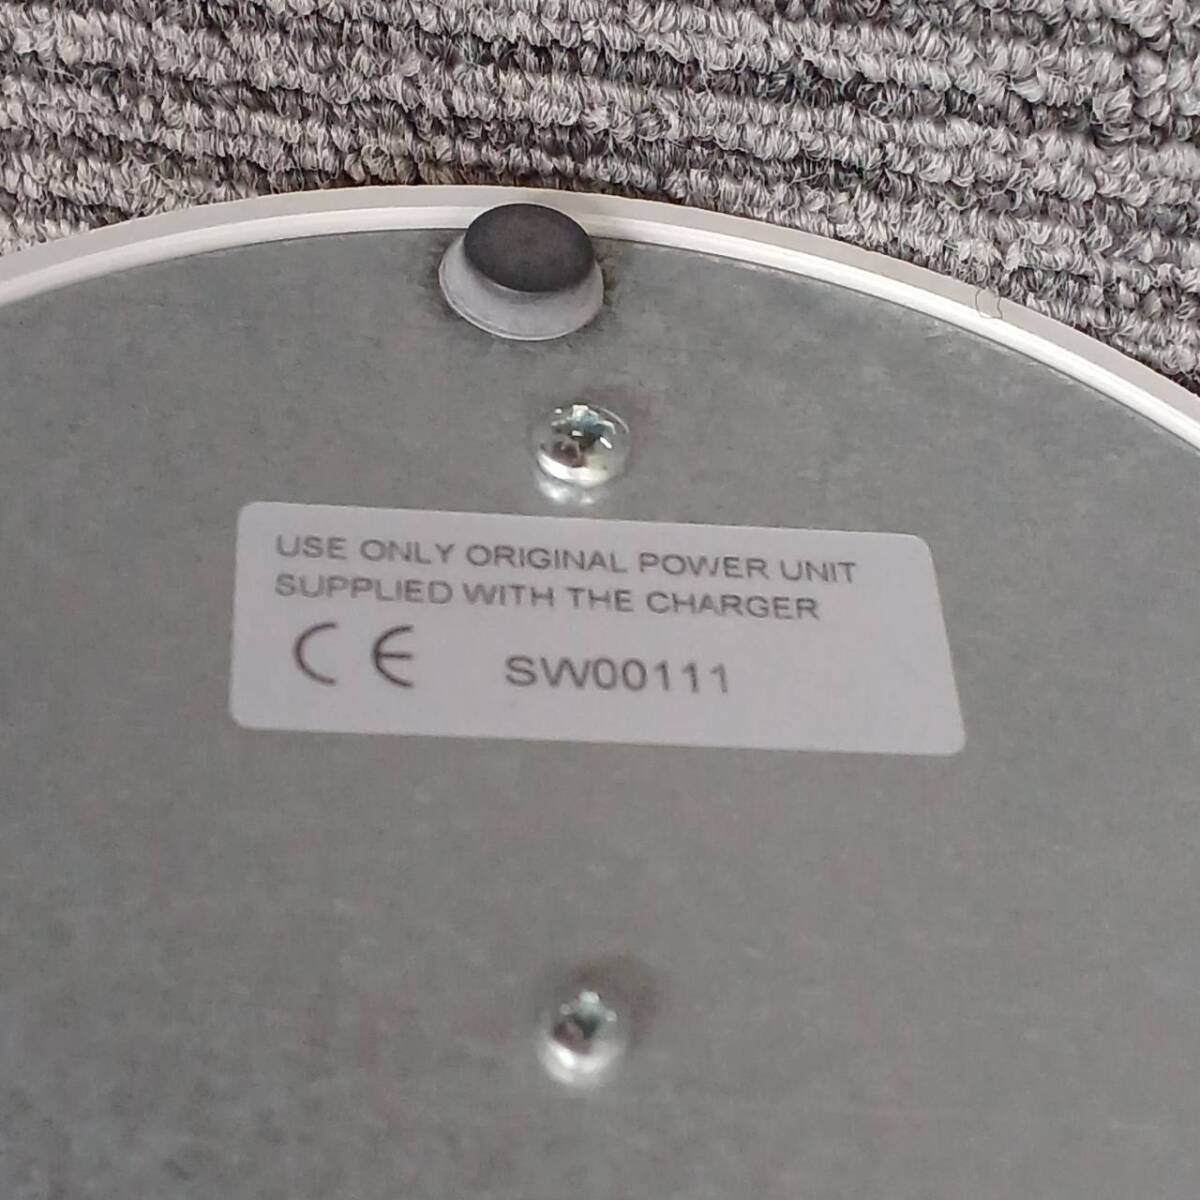 USE ONLY ORIGINAL POWER UNIT
SUPPLIED WITH THE CHARGER
CE SW00111